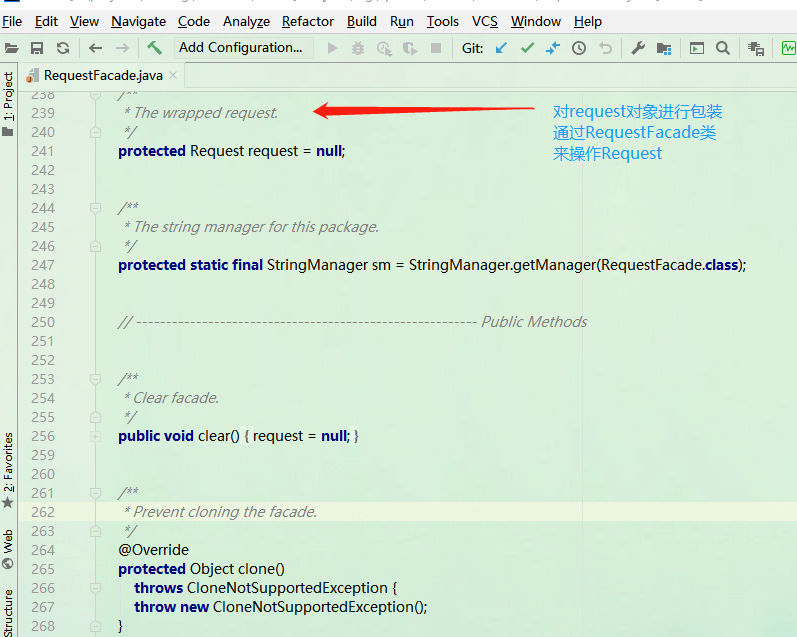 File Edit View Navigate Code Analyze Refactor Build Run Tools VCS Window Help
Add Configuration... Git:
RequestFacade.java
1: Project
2: Favorites
Web
Structure
238 /**
239 * The wrapped request. 对request对象进行包装
通过RequestFacade类
来操作Request
240 */
241 protected Request request = null;
242
243
244 /**
245 * The string manager for this package.
246 */
247 protected static final StringManager sm = StringManager.getManager(RequestFacade.class);
248
249
250 // --------------------------------------------------------- Public Methods
251
252
253 /**
254 * Clear facade.
255 */
256 public void clear() { request = null; }
259
260
261 /**
262 * Prevent cloning the facade.
263 */
264 @Override
265 protected Object clone()
266 throws CloneNotSupportedException {
267 throw new CloneNotSupportedException();
268 }